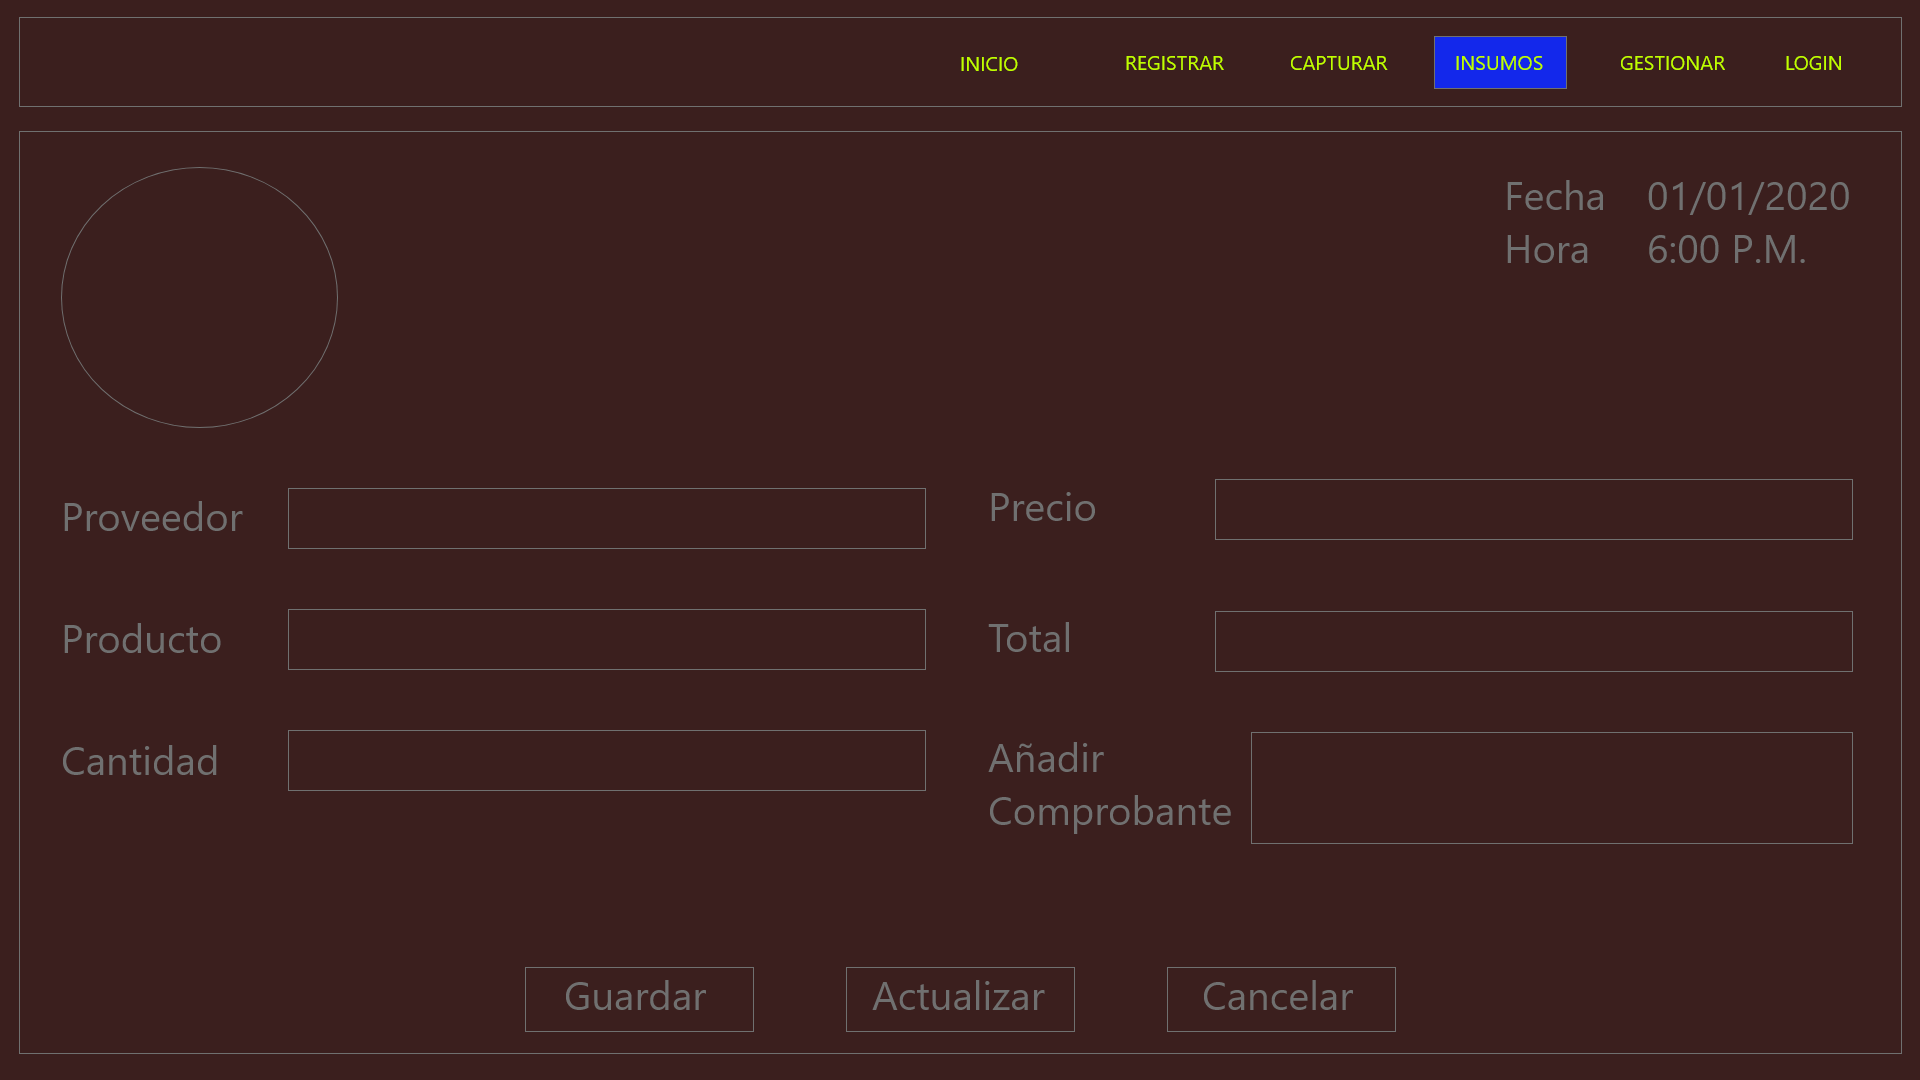 INICIO REGISTRAR CAPTURAR INSUMOS GESTIONAR LOGIN
Fecha 01/01/2020
Hora 6:00 P.M.
Proveedor
Producto
Cantidad
Precio
Total
Añadir
Comprobante
Guardar Actualizar Cancelar